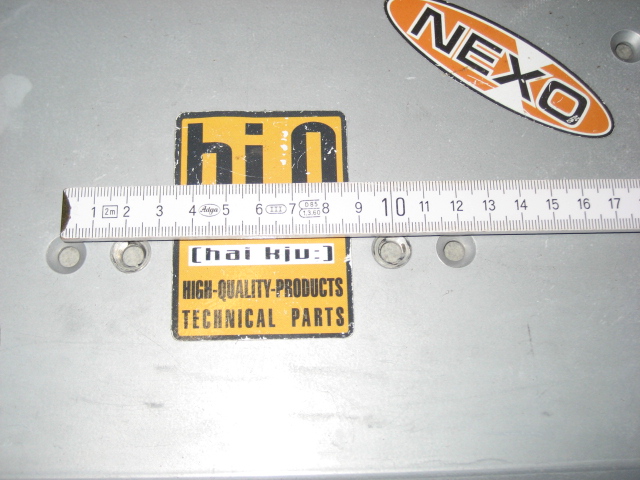 NEXO
hi Q
1 2m 2 3 4 Adga 5 6 7 8 9 10 11 12 13 14 15 16 17
[hai kju:]
HIGH-QUALITY-PRODUCTS
TECHNICAL PARTS